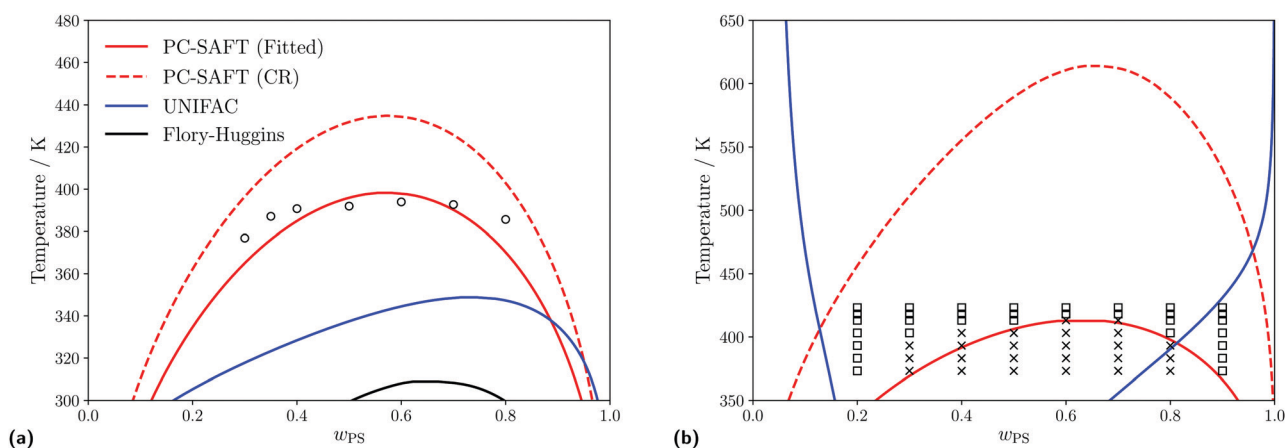 480
460
440
420
400
380
360
340
320
300
Temperature / K
PC-SAFT (Fitted)
PC-SAFT (CR)
UNIFAC
Flory-Huggins
0.0
0.2
0.4
0.6
0.8
1.0
wPS
(a)
650
600
550
500
450
400
350
Temperature / K
0.0
0.2
0.4
0.6
0.8
1.0
wPS
(b)